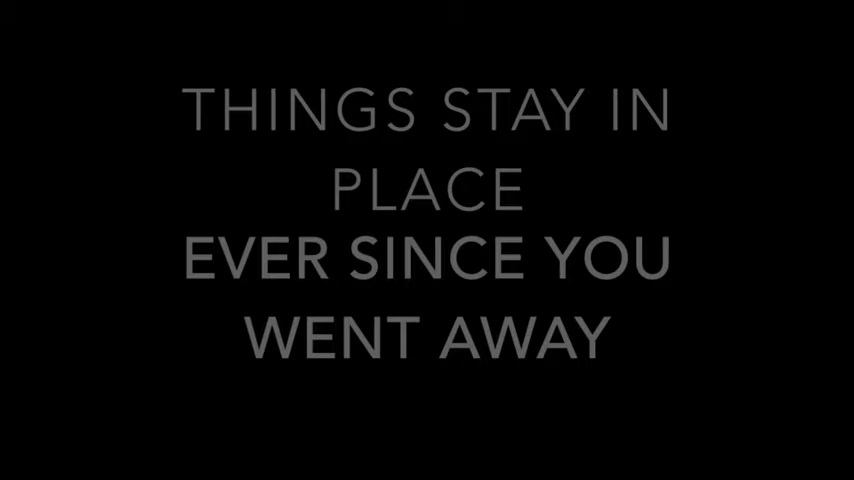 THINGS STAY IN
PLACE
EVER SINCE YOU
WENT AWAY